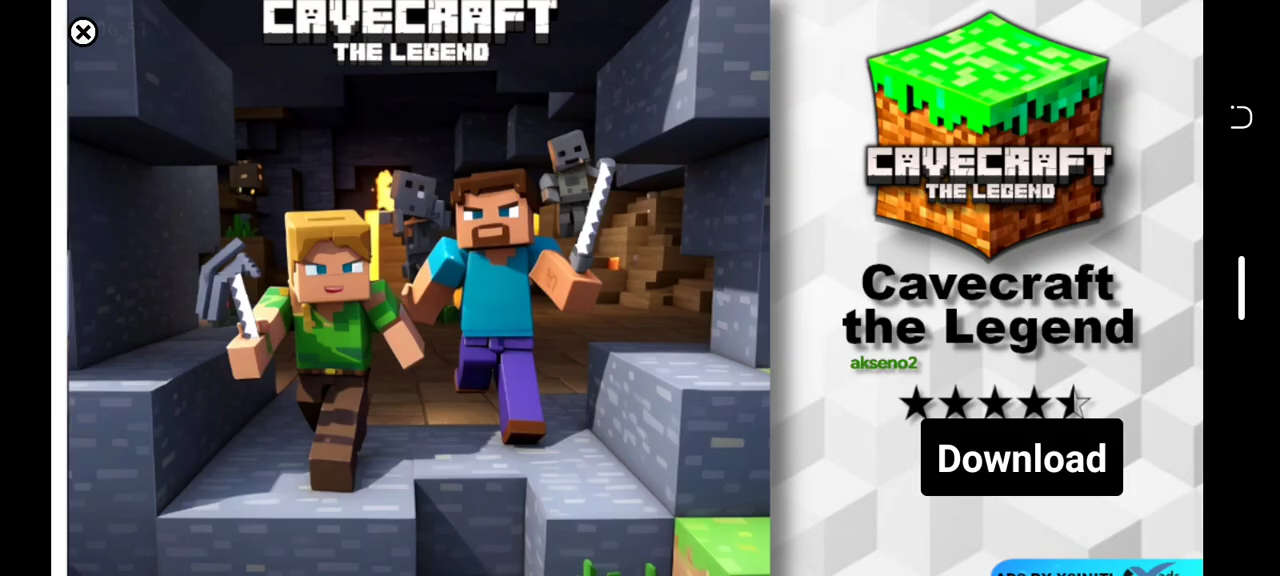 CAVECRAFT
THE LEGEND
CAVECRAFT
THE LEGEND
Cavecraft
the Legend
akseno2
Download